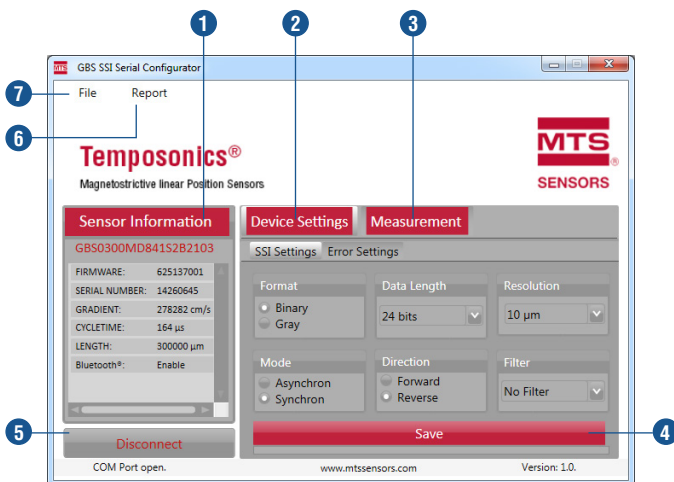 1 2 3
MTS GBS SSI Serial Configurator
7 File Report
6
Temposonics®
Magnetostrictive linear Position Sensors
MTS®
SENSORS
Sensor Information
GBS0300MD841S2B2103
FIRMWARE: 625137001
SERIAL NUMBER: 14260645
GRADIENT: 278282 cm/s
CYCLETIME: 164 µs
LENGTH: 300000 µm
Bluetooth®: Enable
5 Disconnect
COM Port open.
Device Settings Measurement
SSI Settings Error Settings
Format
Binary
Gray
Data Length
24 bits
Resolution
10 µm
Mode
Asynchron
Synchron
Direction
Forward
Reverse
Filter
No Filter
Save 4
www.mtssensors.com
Version: 1.0.